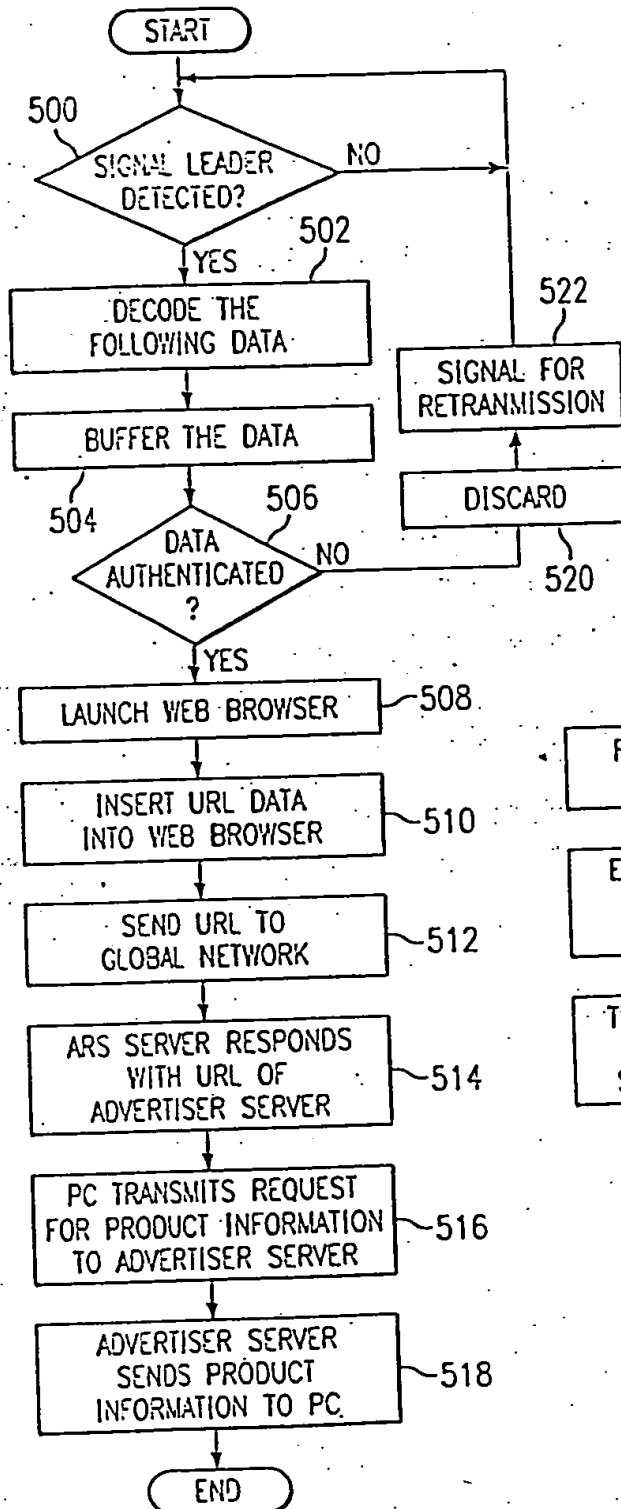 START
500
SIGNAL LEADER
DETECTED?
NO
YES
502
DECODE THE
FOLLOWING DATA
522
SIGNAL FOR
RETRANMISSION
BUFFER THE DATA
504
DISCARD
520
506
DATA
AUTHENTICATED
?
NO
YES
LAUNCH WEB BROWSER
508
INSERT URL DATA
INTO WEB BROWSER
510
SEND URL TO
GLOBAL NETWORK
512
ARS SERVER RESPONDS
WITH URL OF
ADVERTISER SERVER
514
PC TRANSMITS REQUEST
FOR PRODUCT INFORMATION
TO ADVERTISER SERVER
516
ADVERTISER SERVER
SENDS PRODUCT
INFORMATION TO PC.
518
END